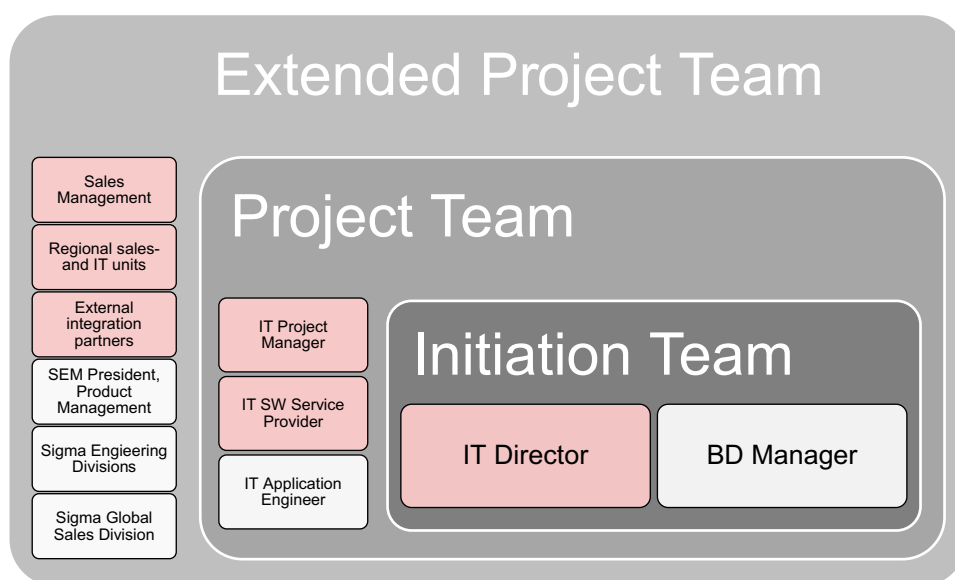 Extended Project Team
Sales
Management
Regional sales-
and IT units
External
integration
partners
SEM President,
Product
Management
Sigma Engieering
Divisions
Sigma Global
Sales Division
Project Team
IT Project
Manager
IT SW Service
Provider
IT Application
Engineer
Initiation Team
IT Director
BD Manager